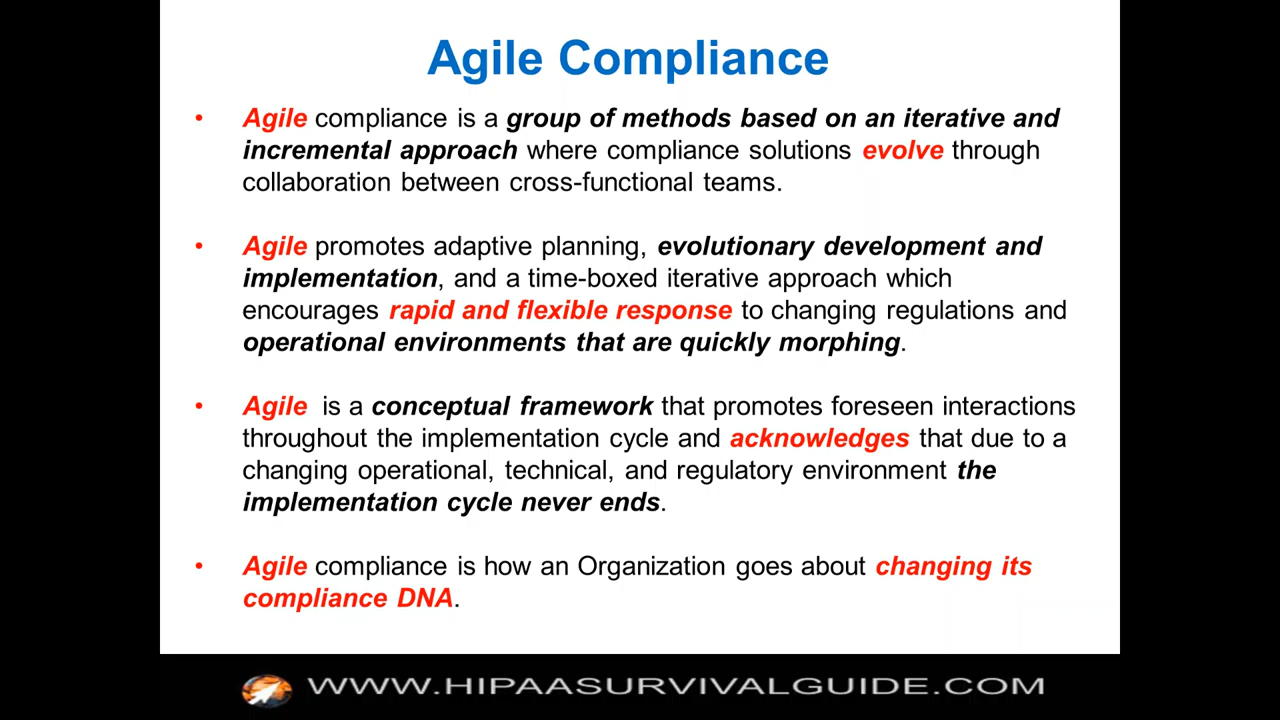 Agile Compliance
• Agile compliance is a group of methods based on an iterative and
incremental approach where compliance solutions evolve through
collaboration between cross-functional teams.
• Agile promotes adaptive planning, evolutionary development and
implementation, and a time-boxed iterative approach which
encourages rapid and flexible response to changing regulations and
operational environments that are quickly morphing.
• Agile is a conceptual framework that promotes foreseen interactions
throughout the implementation cycle and acknowledges that due to a
changing operational, technical, and regulatory environment the
implementation cycle never ends.
• Agile compliance is how an Organization goes about changing its
compliance DNA.
WWW.HIPAASURVIVALGUIDE.COM